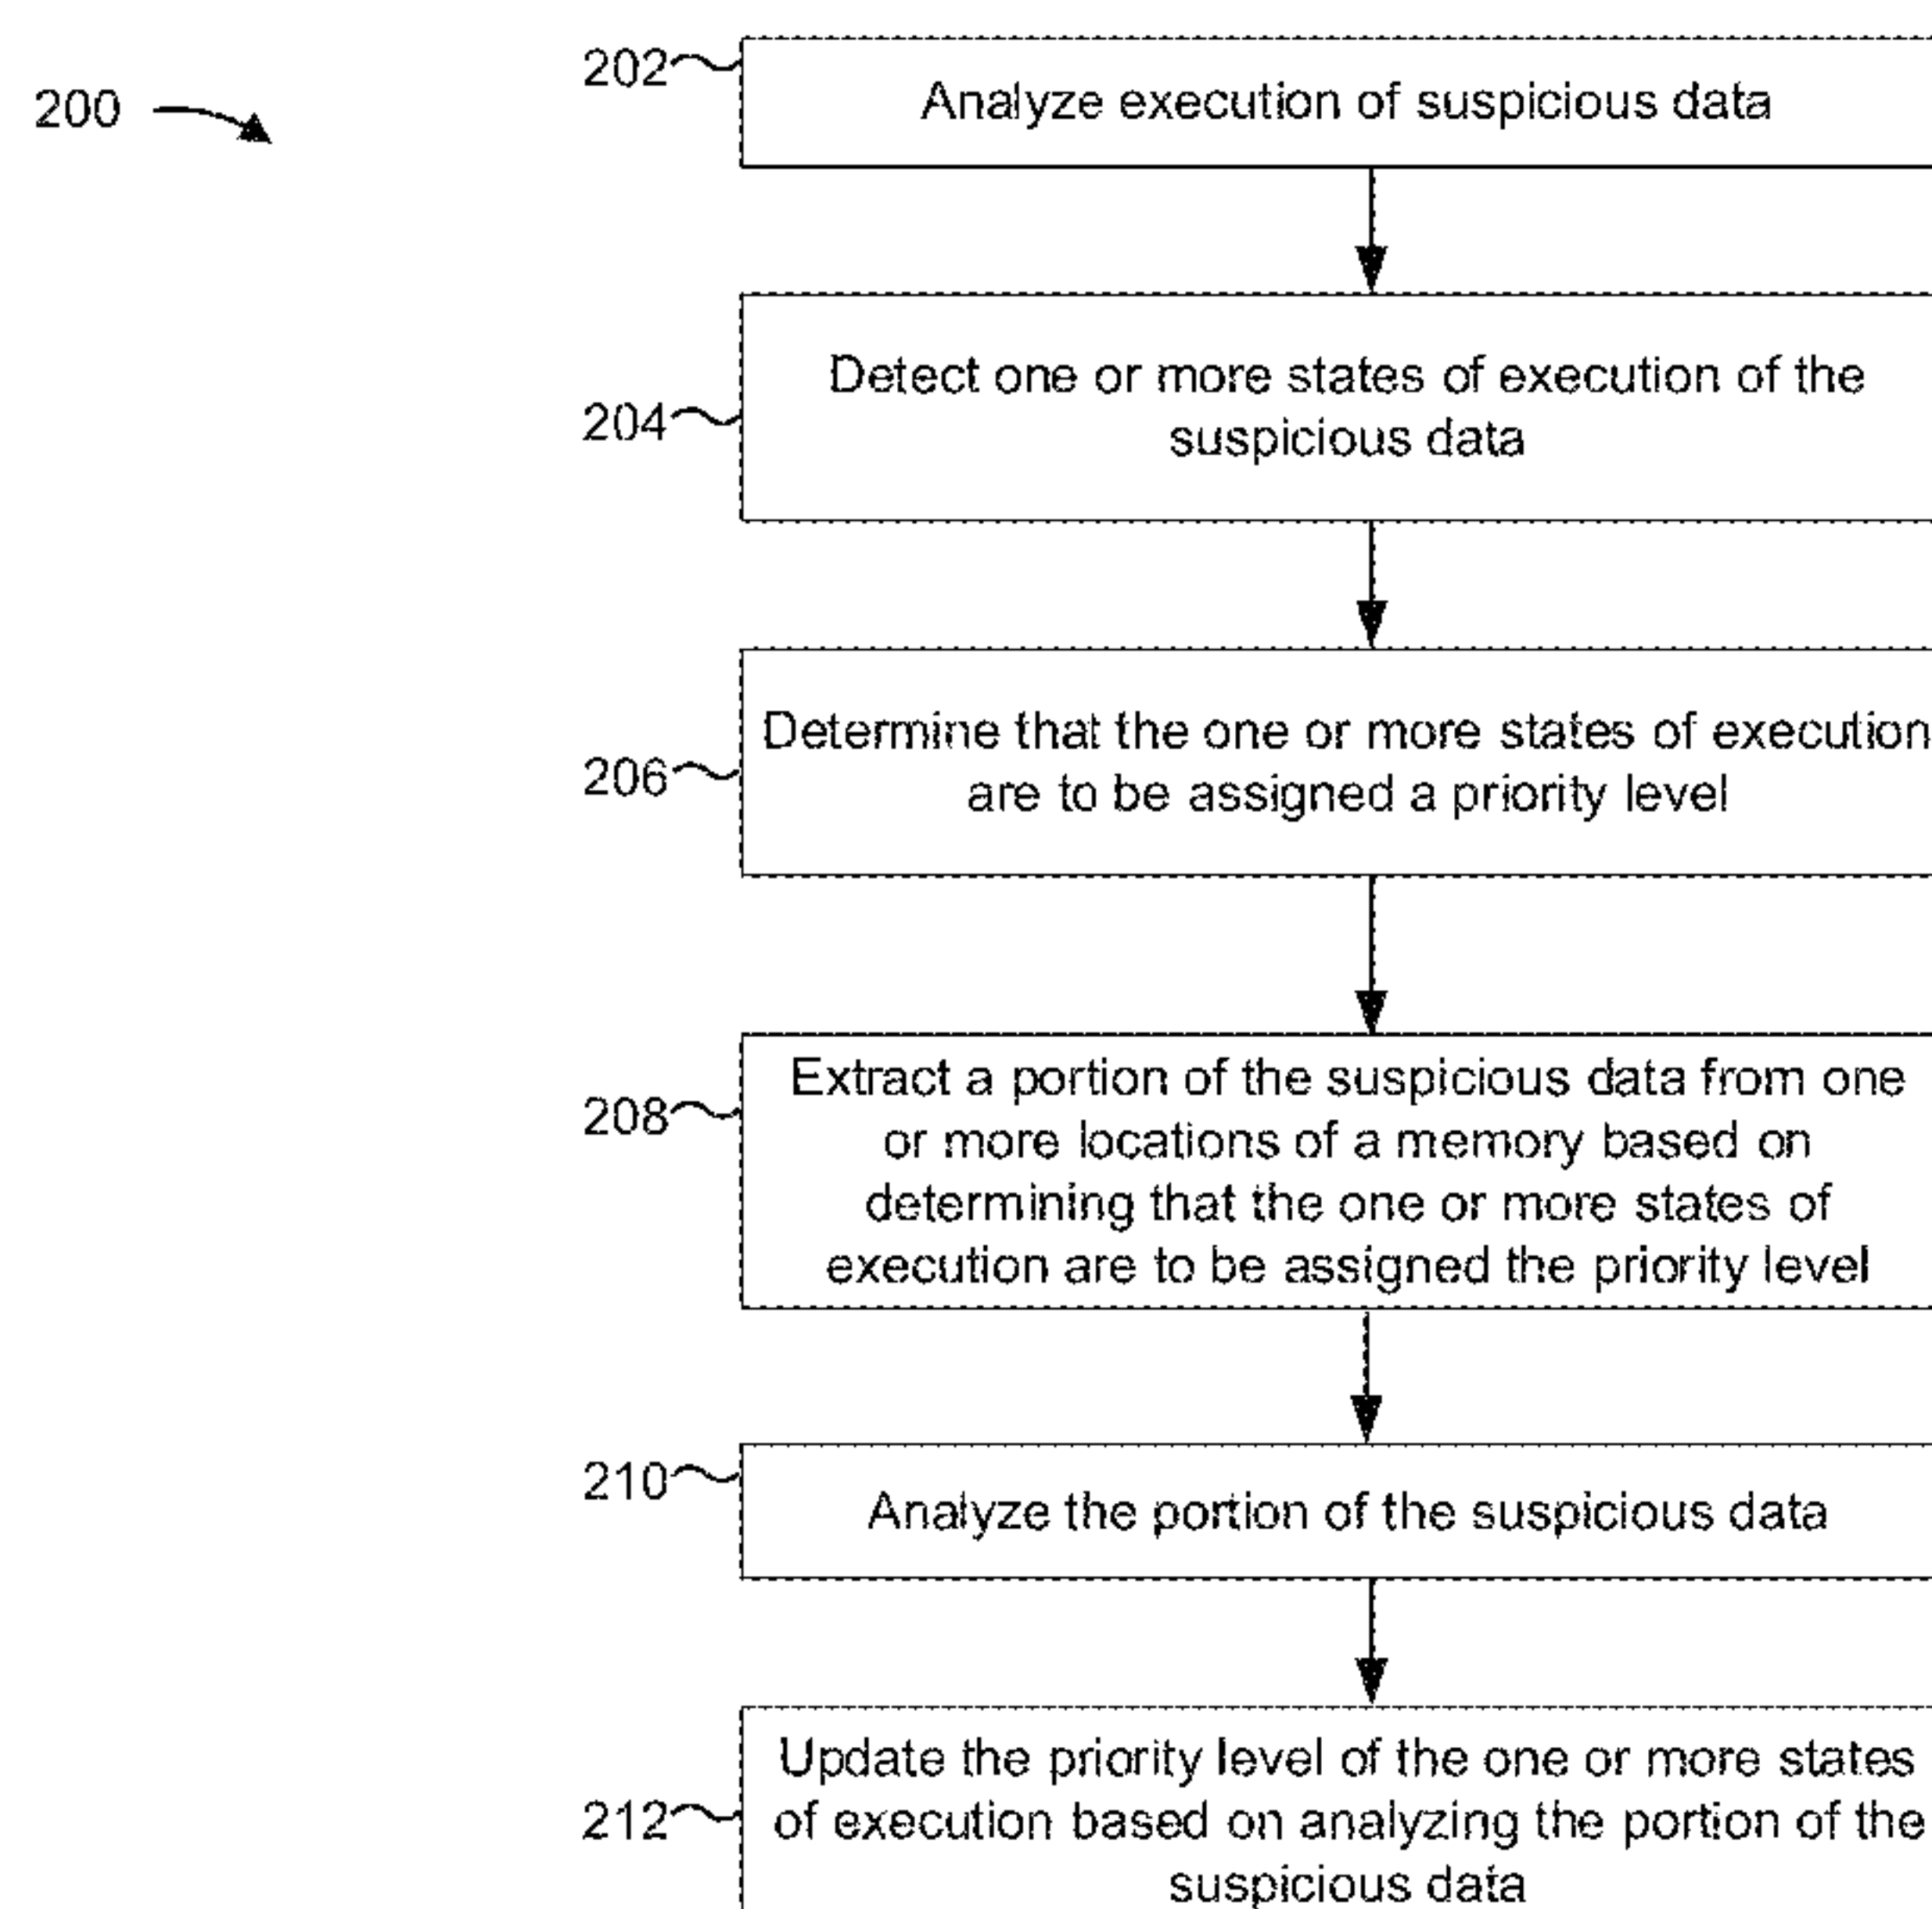 200
202
Analyze execution of suspicious data
204
Detect one or more states of execution of the
suspicious data
206
Determine that the one or more states of execution
are to be assigned a priority level
208
Extract a portion of the suspicious data from one
or more locations of a memory based on
determining that the one or more states of
execution are to be assigned the priority level
210
Analyze the portion of the suspicious data
212
Update the priority level of the one or more states
of execution based on analyzing the portion of the
suspicious data